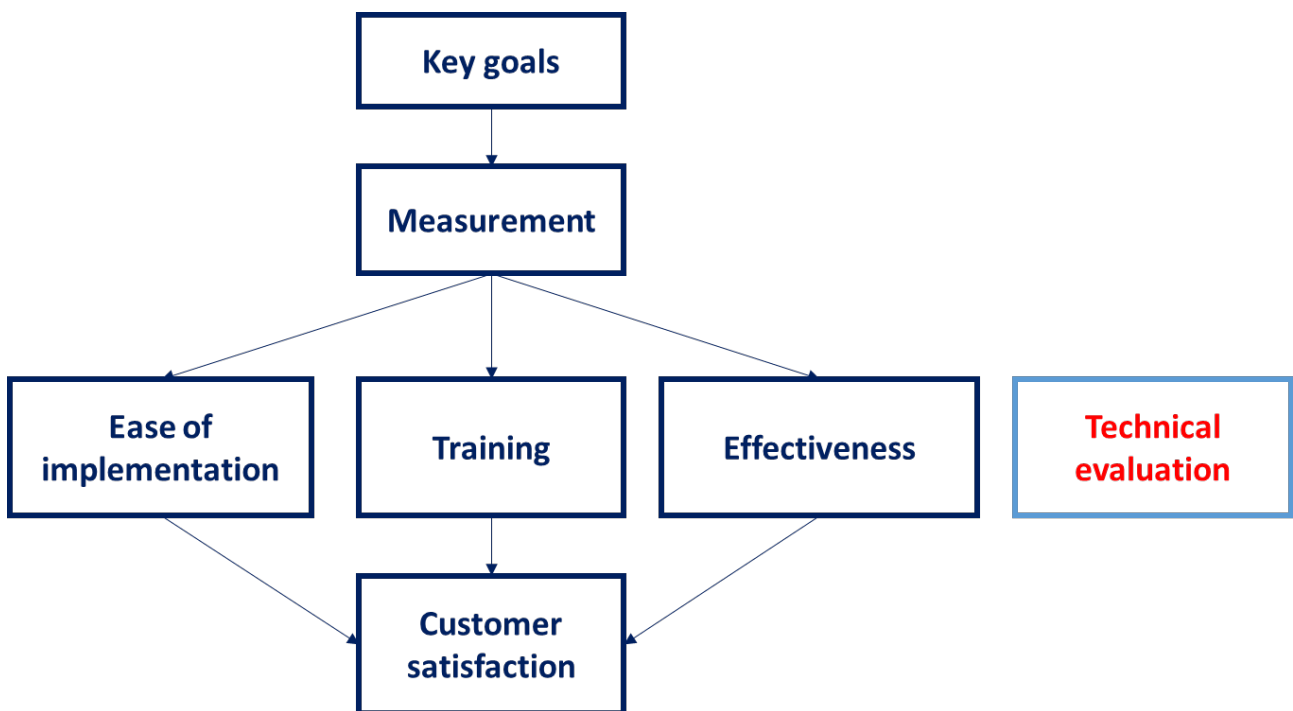 Key goals
Measurement
Ease of
implementation
Training
Effectiveness
Technical
evaluation
Customer
satisfaction